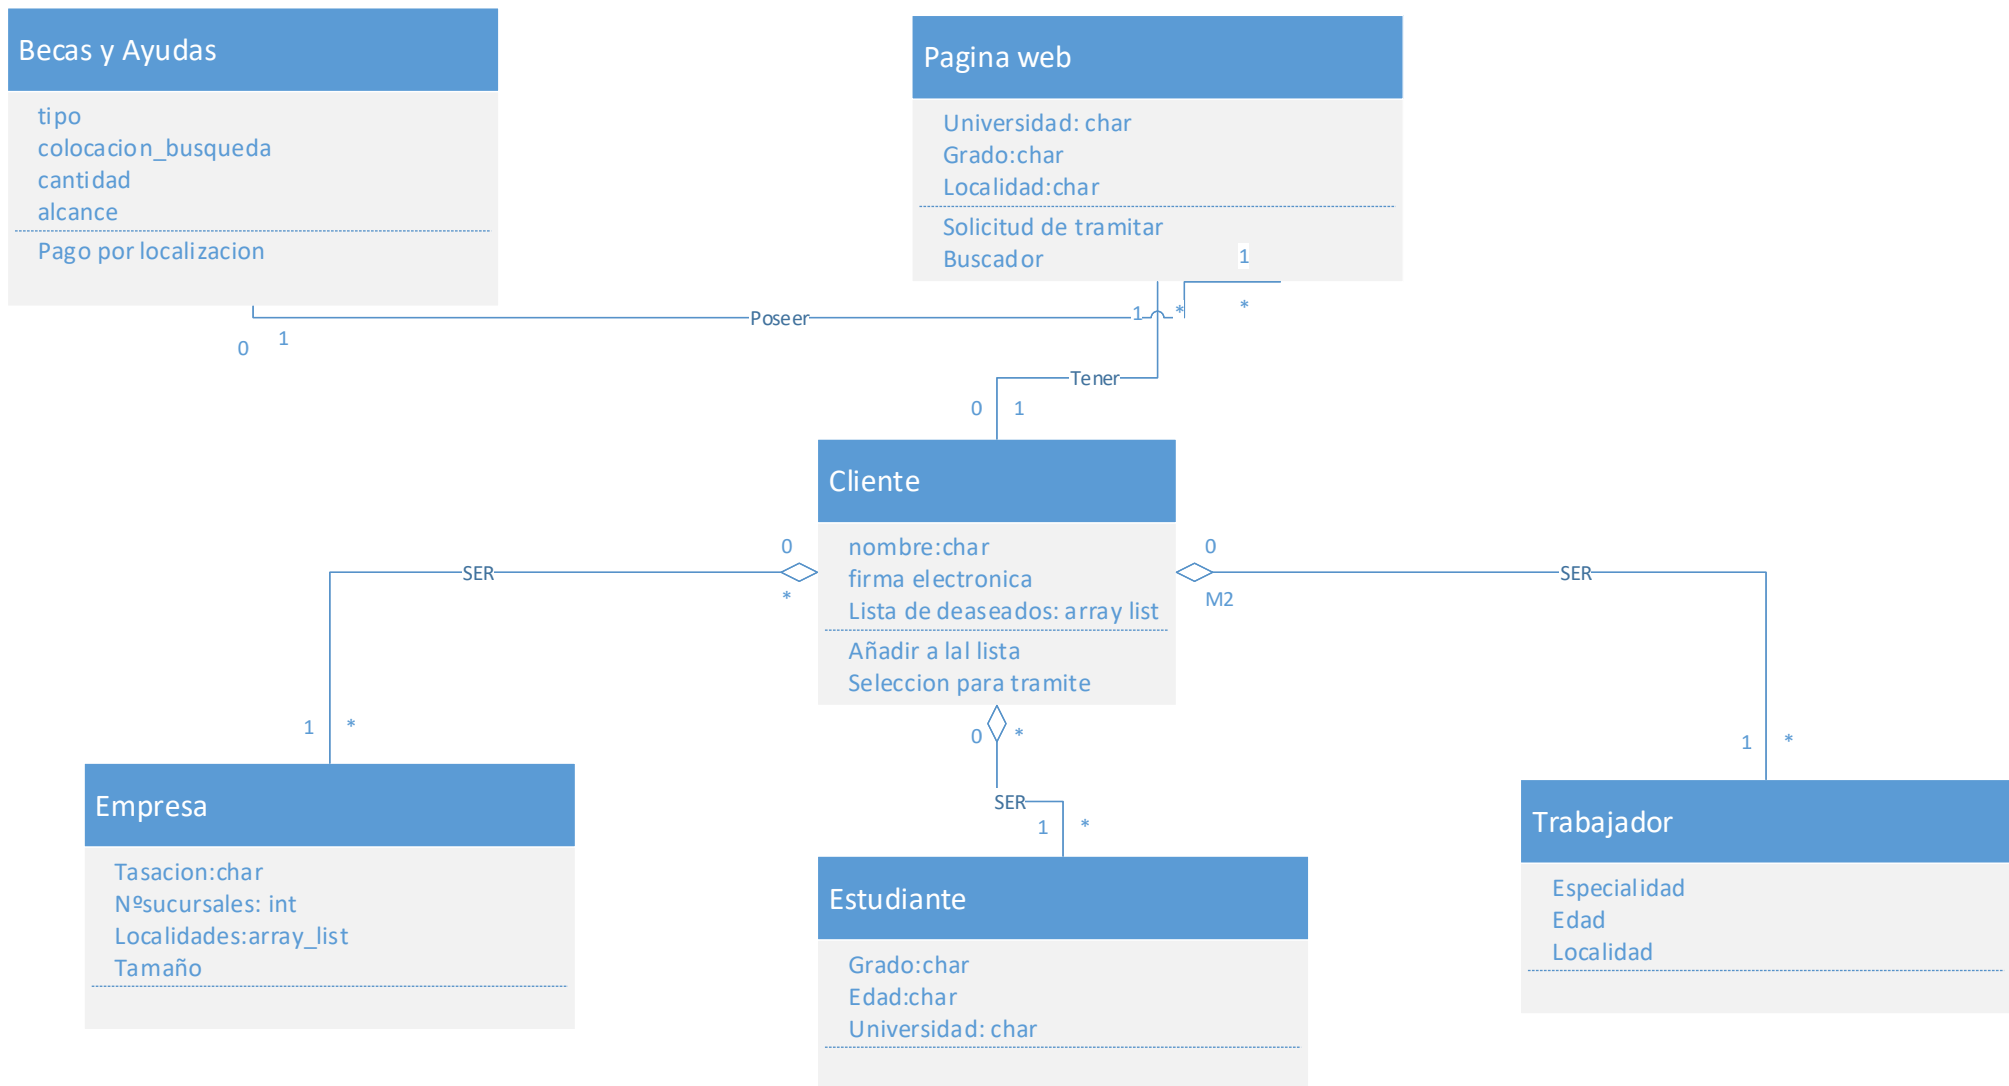 Becas y Ayudas
tipo
colocacion_busqueda
cantidad
alcance
Pago por localizacion
Pagina web
Universidad: char
Grado:char
Localidad:char
Solicitud de tramitar
Buscador
1
*
Poseer
1
*
0
1
Tener
0
1
Cliente
nombre:char
firma electronica
Lista de deaseados: array list
Añadir a lal lista
Seleccion para tramite
0
SER
*
0
SER
M2
1
*
0
*
SER
1
*
1
*
Empresa
Tasacion:char
Nºsucursales: int
Localidades:array_list
Tamaño
Estudiante
Grado:char
Edad:char
Universidad: char
Trabajador
Especialidad
Edad
Localidad